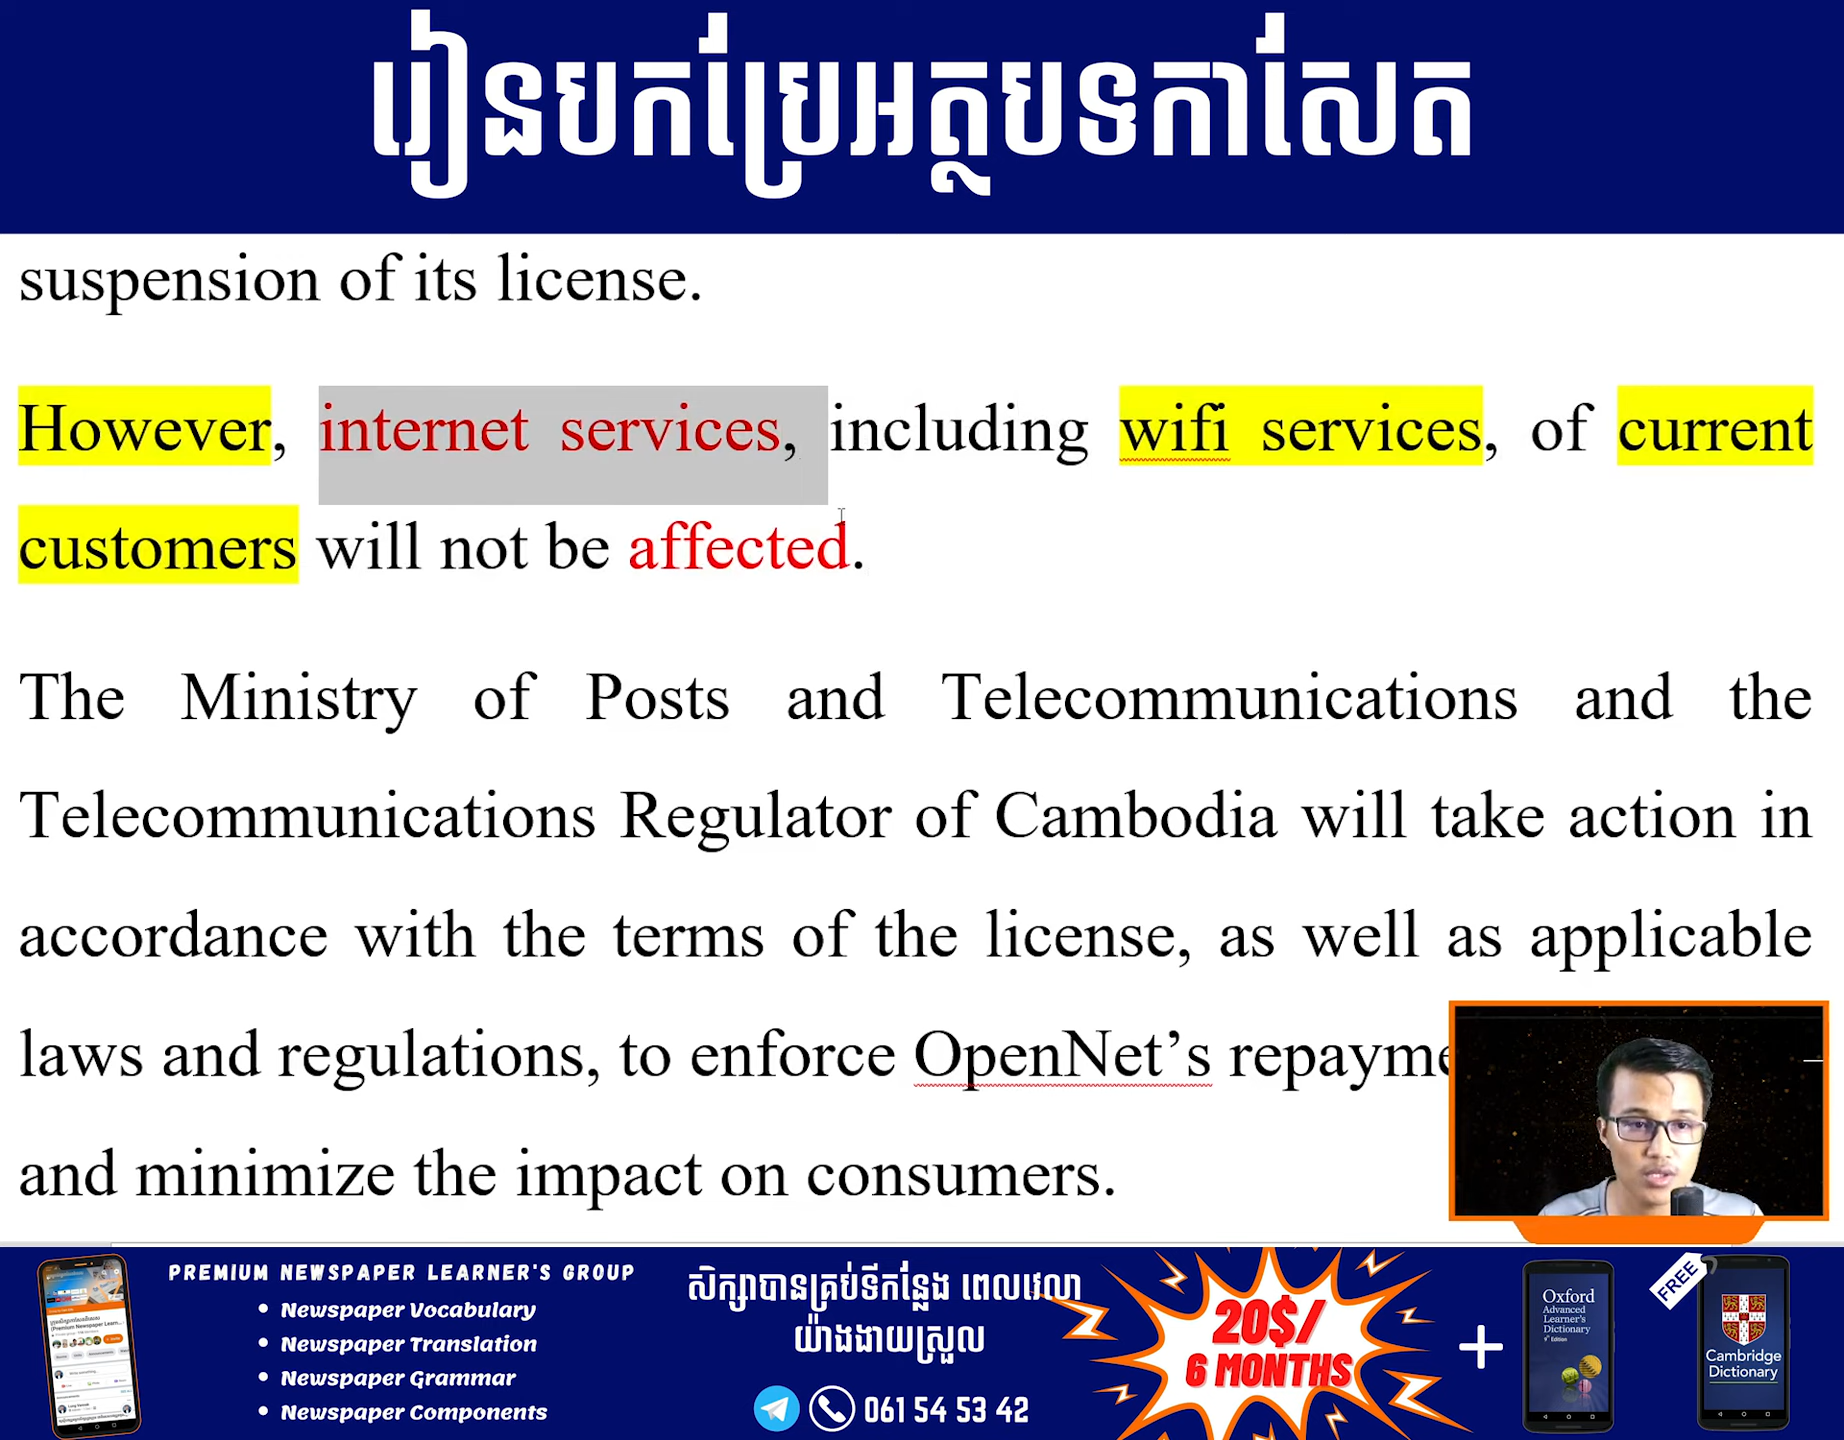 រៀនបកប្រែអត្ថបទកាសែត
suspension of its license.
However, internet services, including wifi services, of current
customers will not be affected.
The Ministry of Posts and Telecommunications and the
Telecommunications Regulator of Cambodia will take action in
accordance with the terms of the license, as well as applicable
laws and regulations, to enforce OpenNet’s repayme
and minimize the impact on consumers.
PREMIUM NEWSPAPER LEARNER'S GROUP
• Newspaper Vocabulary
• Newspaper Translation
• Newspaper Grammar
• Newspaper Components
សិក្សាបានគ្រប់ទីកន្លែង ពេលវេលា
យ៉ាងងាយស្រួល
061 54 53 42
20$/
6 MONTHS
+
Oxford
Advanced
Learner's
Dictionary
9th Edition
FREE
Cambridge
Dictionary